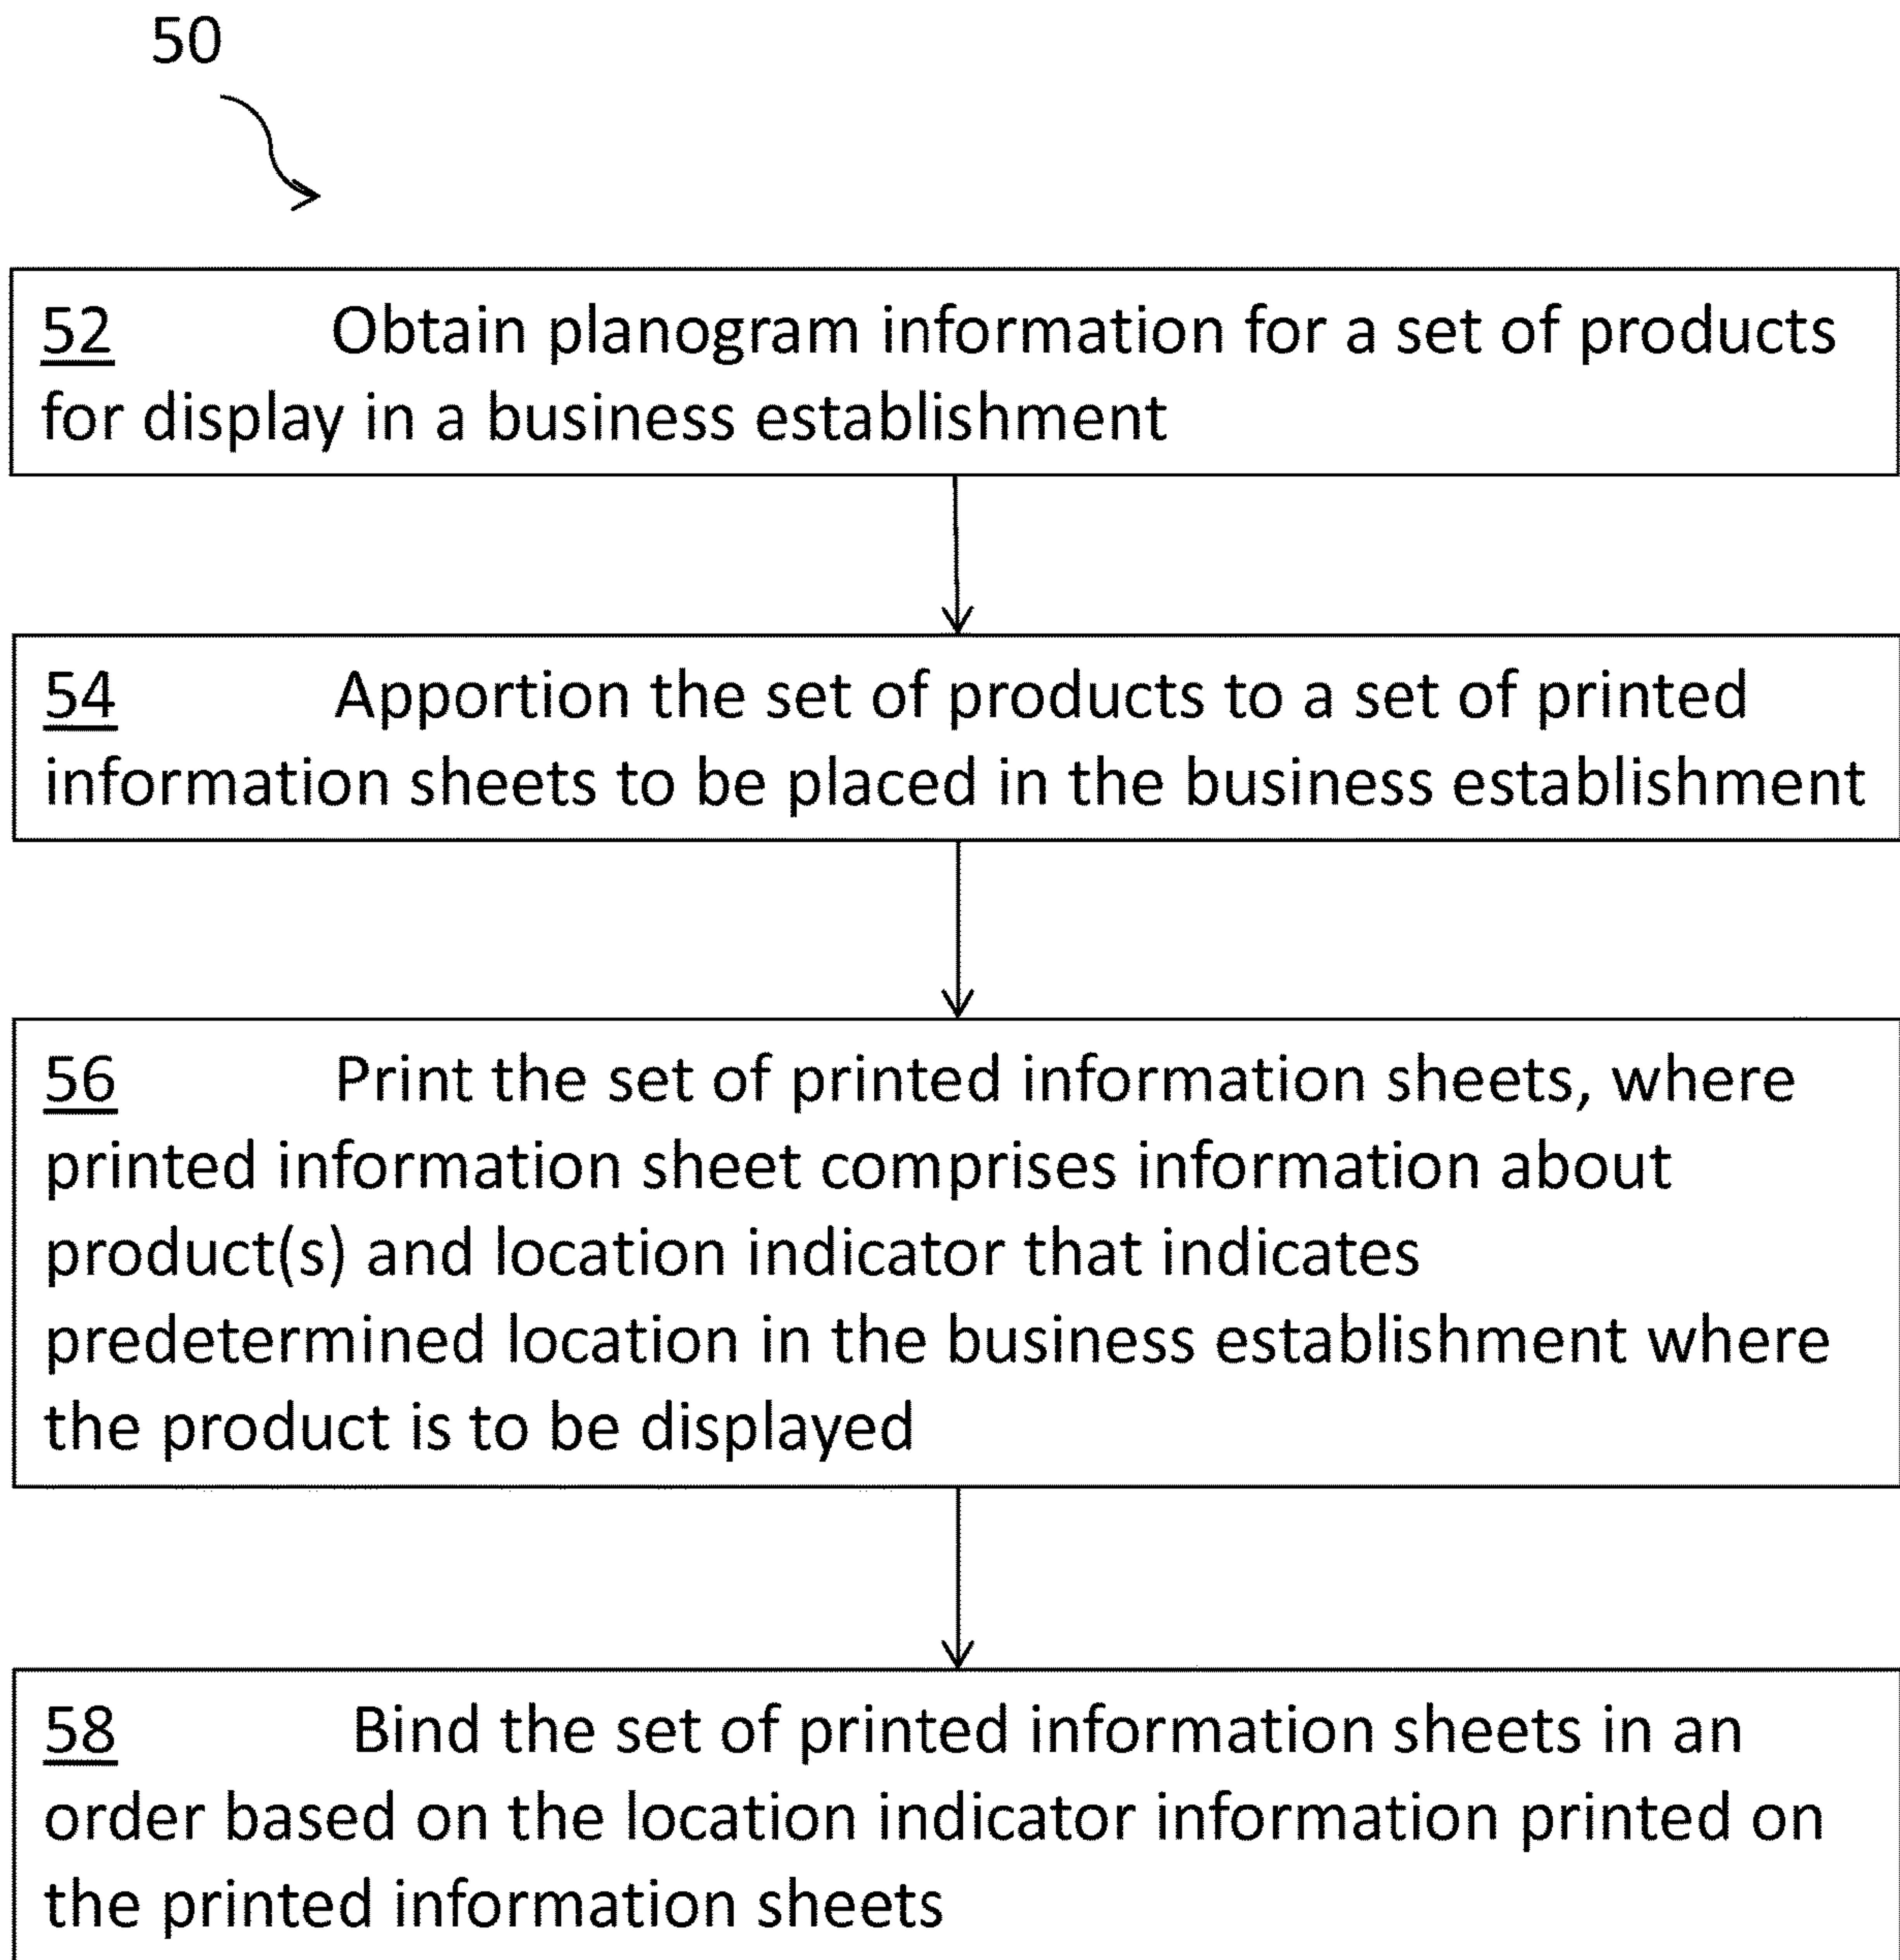 50
52 Obtain planogram information for a set of products
for display in a business establishment
54 Apportion the set of products to a set of printed
information sheets to be placed in the business establishment
56 Print the set of printed information sheets, where
printed information sheet comprises information about
product(s) and location indicator that indicates
predetermined location in the business establishment where
the product is to be displayed
58 Bind the set of printed information sheets in an
order based on the location indicator information printed on
the printed information sheets